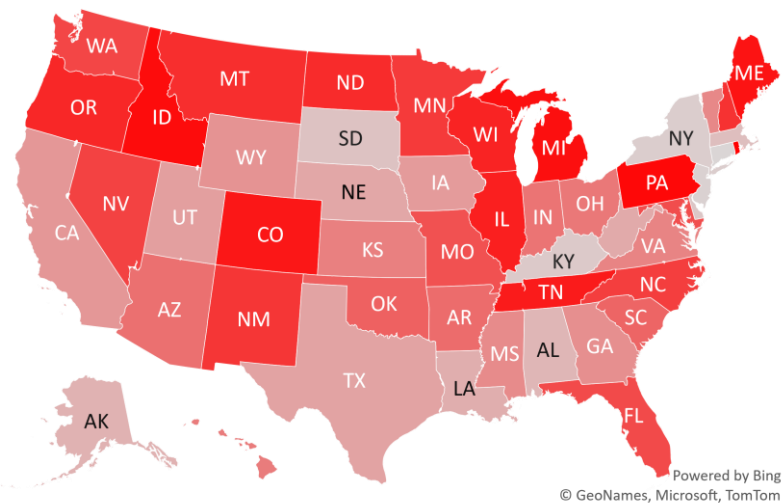 WA
MT
ND
MN
ME
OR
ID
SD
WI
MI
NY
WY
NV
NE
IA
PA
UT
CO
IL
IN
OH
CA
KS
MO
KY
VA
AZ
NM
OK
AR
TN
NC
SC
MS
AL
GA
TX
LA
FL
AK
Powered by Bing
© GeoNames, Microsoft, TomTom